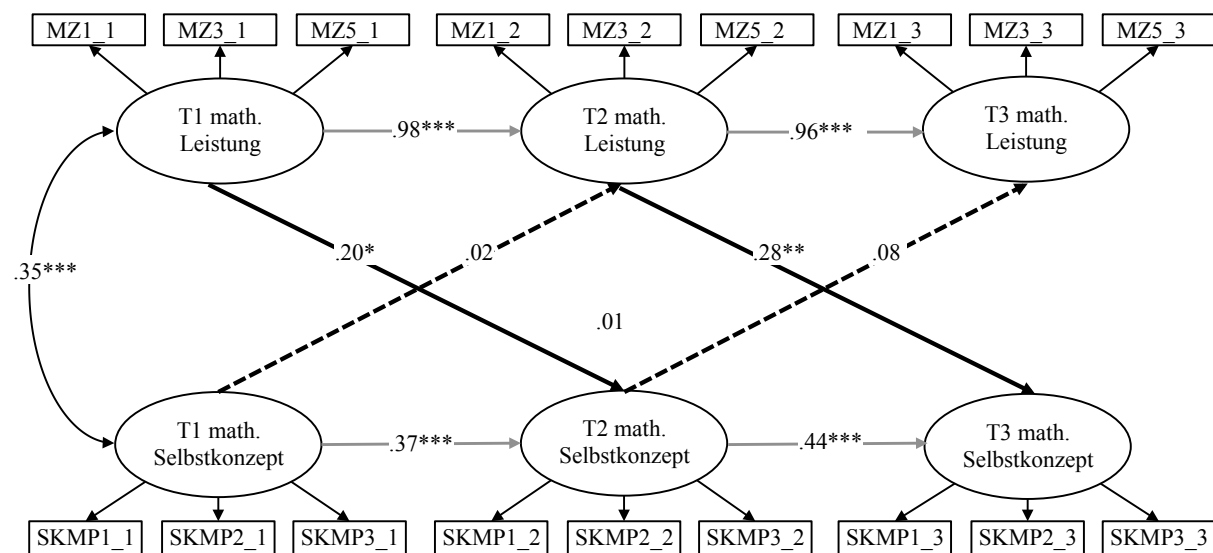 MZ1_1 MZ3_1 MZ5_1 MZ1_2 MZ3_2 MZ5_2 MZ1_3 MZ3_3 MZ5_3
T1 math.
Leistung
.98***
T2 math.
Leistung
.96***
T3 math.
Leistung
.35***
.20*
.02
.28**
.08
.01
T1 math.
Selbstkonzept
.37***
T2 math.
Selbstkonzept
.44***
T3 math.
Selbstkonzept
SKMP1_1 SKMP2_1 SKMP3_1 SKMP1_2 SKMP2_2 SKMP3_2 SKMP1_3 SKMP2_3 SKMP3_3